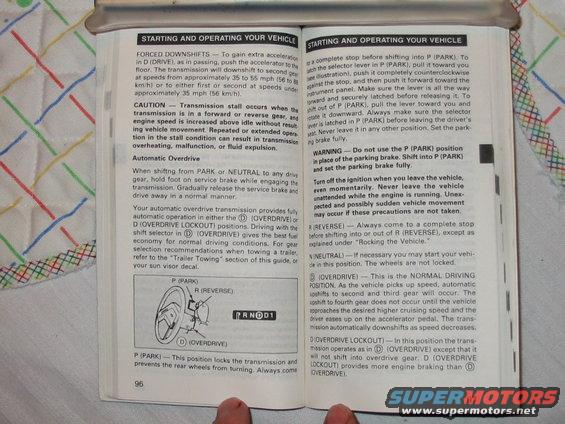 STARTING AND OPERATING YOUR VEHICLE
FORCED DOWNSHIFTS — To gain extra acceleration
in D (DRIVE), as in passing, push the accelerator to the
floor. The transmission will downshift to second gear
at speeds from approximately 35 to 55 mph (56 to 88
km/h) or to either first or second at speeds under
approximately 35 mph (56 km/h).
CAUTION — Transmission stall occurs when the
transmission is in a forward or reverse gear, and
engine speed is increased above idle without result-
ing vehicle movement. Repeated or extended opera-
tion in the stall condition can result in transmission
overheating, malfunction, or fluid expulsion.
Automatic Overdrive
When shifting from PARK or NEUTRAL to any drive
gear, hold foot on service brake while engaging the
transmission. Gradually release the service brake and
drive away in a normal manner.
Your automatic overdrive transmission provides fully
automatic operation in either the Ⓓ (OVERDRIVE) or
D (OVERDRIVE LOCKOUT) positions. Driving with the
shift selector in Ⓓ (OVERDRIVE) gives the best fuel
economy for normal driving conditions. For gear
selection recommendations when towing a trailer,
refer to the "Trailer Towing" section of this guide, or
your sun visor decal.
P (PARK)
R (REVERSE)
P R N Ⓓ D 1
Ⓓ (OVERDRIVE)
P (PARK) — This position locks the transmission and
prevents the rear wheels from turning. Always come
96
STARTING AND OPERATING YOUR VEHICLE
to a complete stop before shifting into P (PARK). To
latch the selector lever in P (PARK), pull it toward you
(see illustration), push it completely counterclockwise
against the stop, and then push it forward toward the
instrument panel. Make sure the lever is all the way
forward and securely latched before releasing it. To
shift out of P (PARK), pull the lever toward you and
rotate it downward. Always make sure the selector
lever is latched in P (PARK) before leaving the driver's
seat. Never leave it in any other position. Set the park-
ing brake fully.
WARNING — Do not use the P (PARK) position
in place of the parking brake. Shift into P (PARK)
and set the parking brake fully.
Turn off the ignition when you leave the vehicle,
even momentarily. Never leave the vehicle
unattended while the engine is running. Unex-
pected and possibly sudden vehicle movement
may occur if these precautions are not taken.
R (REVERSE) — Always come to a complete stop
before shifting into or out of R (REVERSE), except as
explained under "Rocking the Vehicle."
N (NEUTRAL) — If necessary you may start your vehi-
cle in this position. The wheels are not locked.
Ⓓ (OVERDRIVE) — This is the NORMAL DRIVING
POSITION. As the vehicle picks up speed, automatic
upshifts to second and third gear will occur. The
upshift to fourth gear does not occur until the vehicle
approaches the desired higher cruising speed and the
driver eases up on the accelerator pedal. The trans-
mission automatically downshifts as speed decreases.
D (OVERDRIVE LOCKOUT) — In this position the trans-
mission operates as in Ⓓ (OVERDRIVE) except that it
will not shift into overdrive gear. D (OVERDRIVE
LOCKOUT) provides more engine braking than Ⓓ
(OVERDRIVE).
SUPERMOTORS
www.supermotors.net